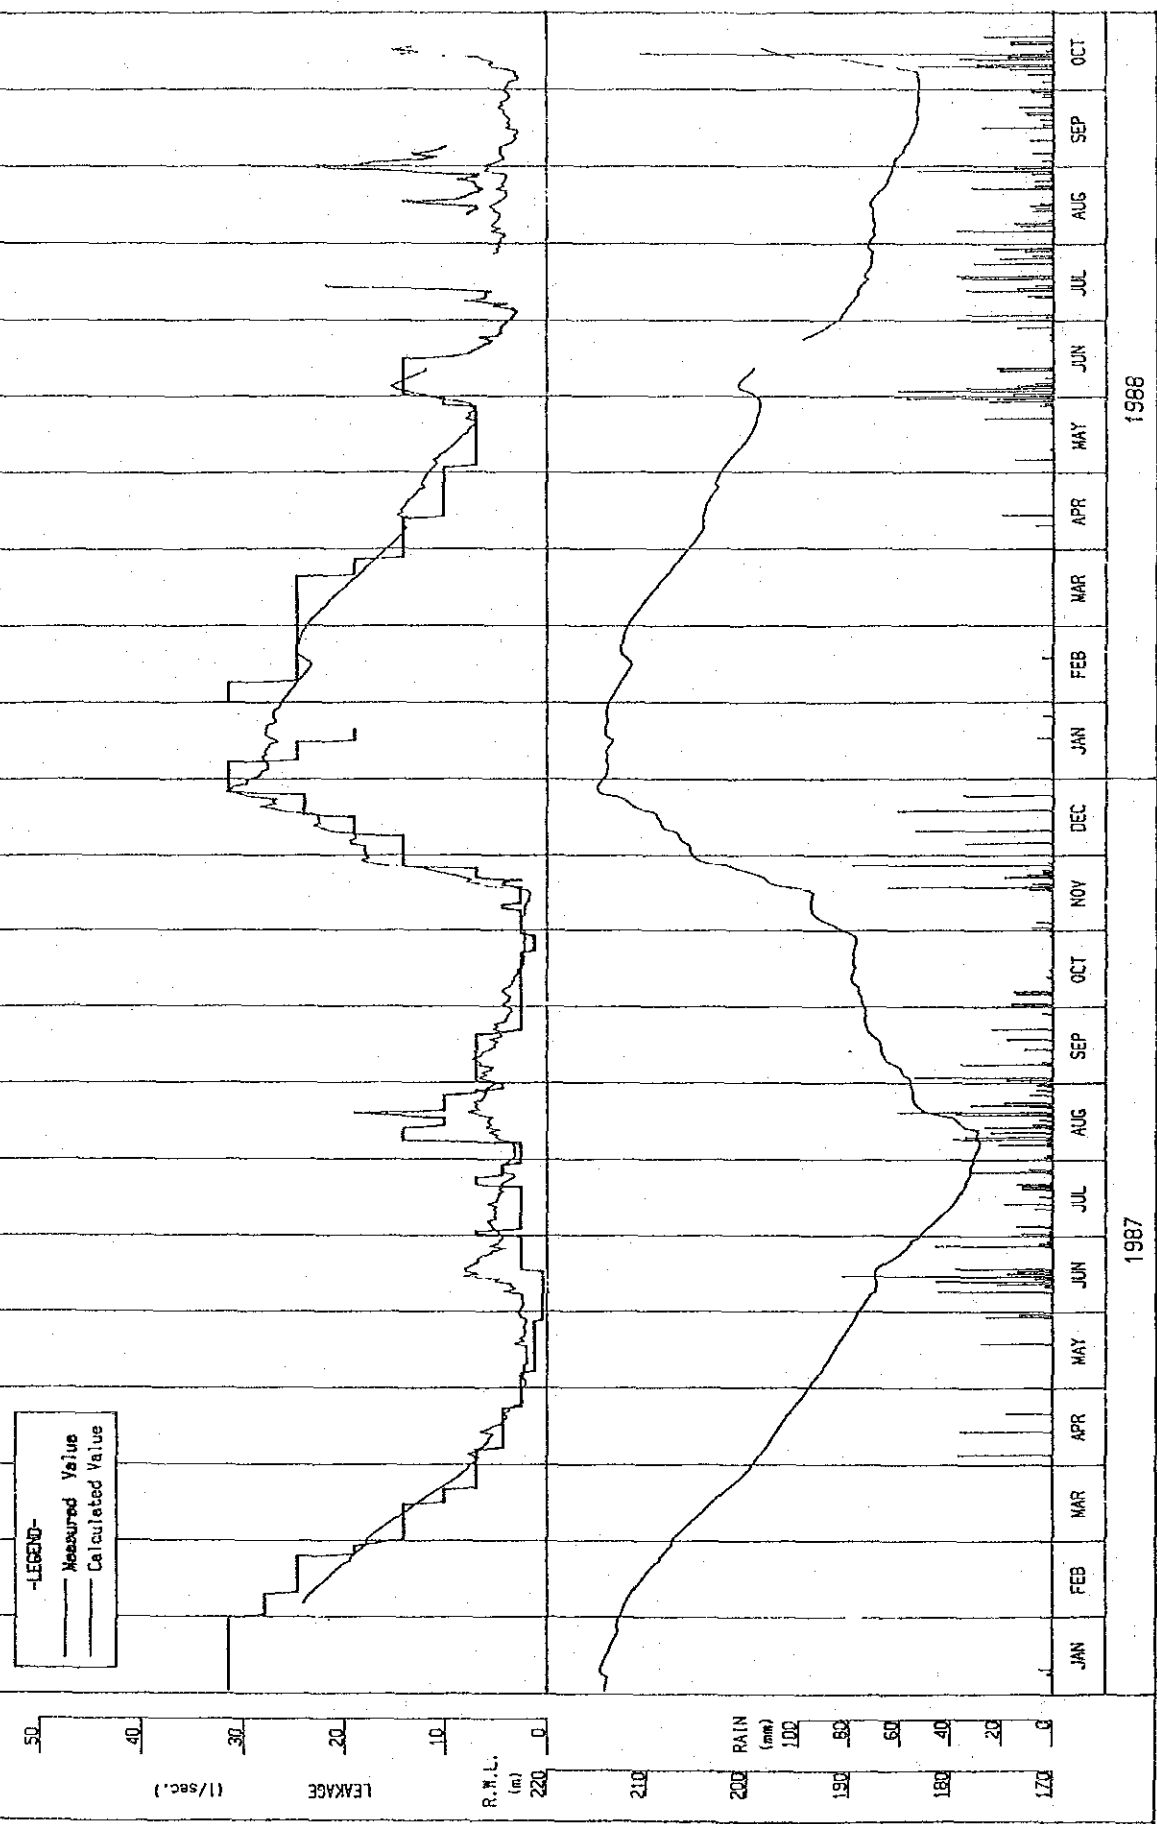 -LEGEND-
Measured Value
Calculated Value
50
40
30
20
10
0
LEAKAGE
(1/sec.)
R.W.L.
(m)
220
210
200
190
180
170
RAIN
(mm)
100
80
60
40
20
0
JAN FEB MAR APR MAY JUN JUL AUG SEP OCT NOV DEC JAN FEB MAR APR MAY JUN JUL AUG SEP OCT
1987 1988